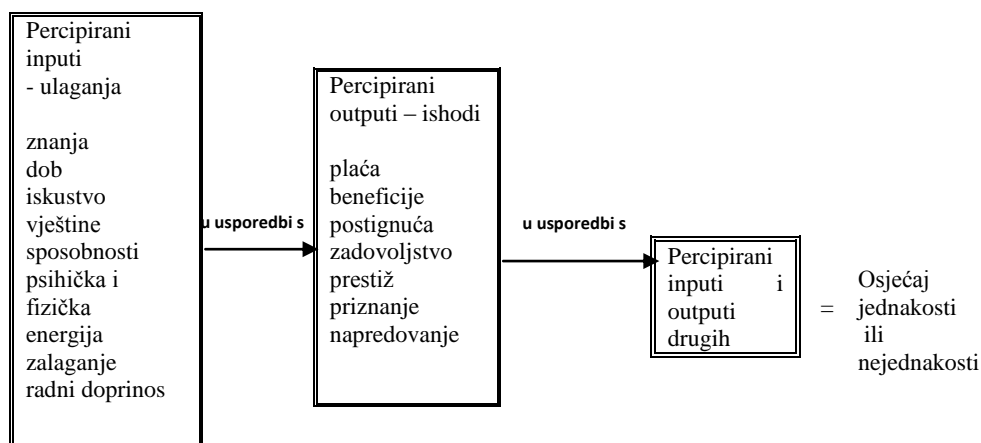 Percipirani
inputi
- ulaganja
znanja
dob
iskustvo
vještine
sposobnosti
psihička i
fizička
energija
zalaganje
radni doprinos
u usporedbi s
Percipirani
outputi – ishodi
plaća
beneficije
postignuća
zadovoljstvo
prestiž
priznanje
napredovanje
u usporedbi s
Percipirani
inputi i
outputi
drugih
=
Osjećaj
jednakosti
ili
nejednakosti